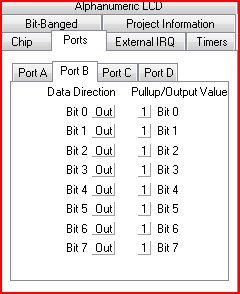 Alphanumeric LCD
Bit-Banged Project Information
Chip Ports External IRQ Timers
Port A Port B Port C Port D
Data Direction Pullup/Output Value
Bit 0 Out 1 Bit 0
Bit 1 Out 1 Bit 1
Bit 2 Out 1 Bit 2
Bit 3 Out 1 Bit 3
Bit 4 Out 1 Bit 4
Bit 5 Out 1 Bit 5
Bit 6 Out 1 Bit 6
Bit 7 Out 1 Bit 7